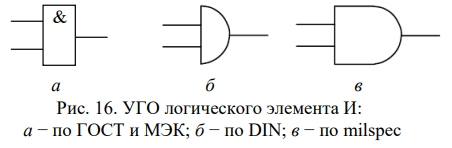 &
а б в
Рис. 16. УГО логического элемента И:
а − по ГОСТ и МЭК; б − по DIN; в − по milspec